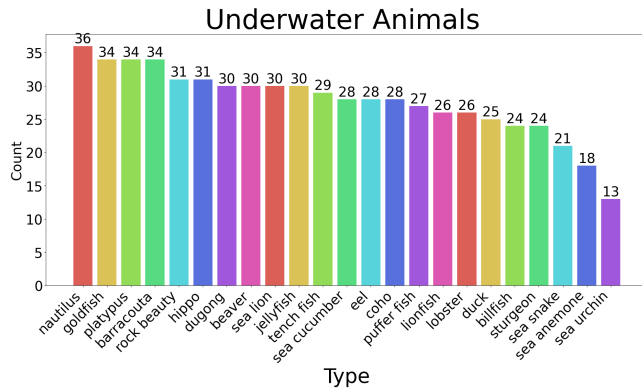 Underwater Animals
36 34 34 34 31 31 30 30 30 30 29 28 28 28 27 26 26 25 24 24 21 18 13
35
30
25
20
15
10
5
0
Count
nautilus goldfish platypus barracouta rock beauty hippo dugong beaver sea lion jellyfish tench fish sea cucumber eel coho puffer fish lionfish lobster duck billfish sturgeon sea snake sea anemone sea urchin
Type